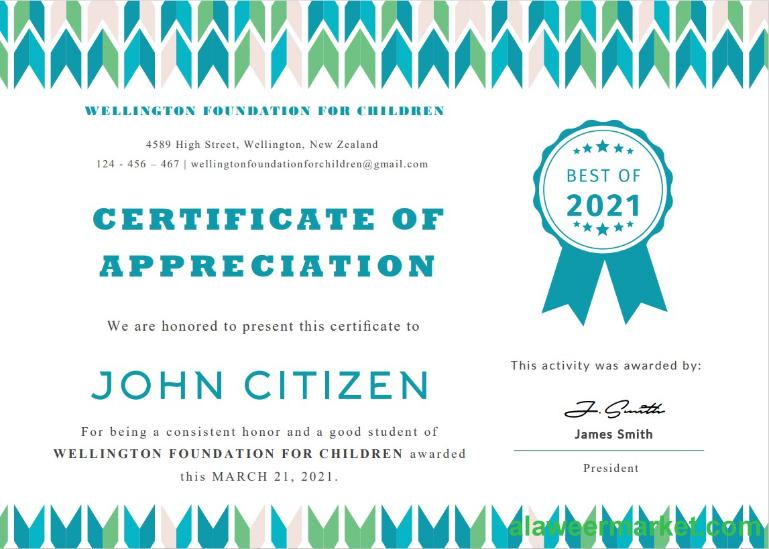 WELLINGTON FOUNDATION FOR CHILDREN
4589 High Street, Wellington, New Zealand
124 - 456 – 467 | wellingtonfoundationforchildren@gmail.com
CERTIFICATE OF
APPRECIATION
We are honored to present this certificate to
JOHN CITIZEN
For being a consistent honor and a good student of
WELLINGTON FOUNDATION FOR CHILDREN awarded
this MARCH 21, 2021.
BEST OF
2021
This activity was awarded by:
J. Smith
James Smith
President
alaweermarket.com